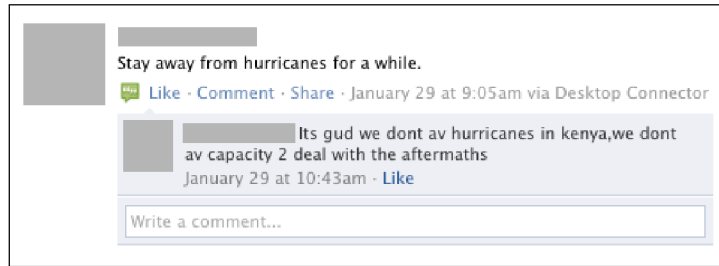 Stay away from hurricanes for a while.
Like · Comment · Share · January 29 at 9:05am via Desktop Connector
Its gud we dont av hurricanes in kenya,we dont
av capacity 2 deal with the aftermaths
January 29 at 10:43am · Like
Write a comment...